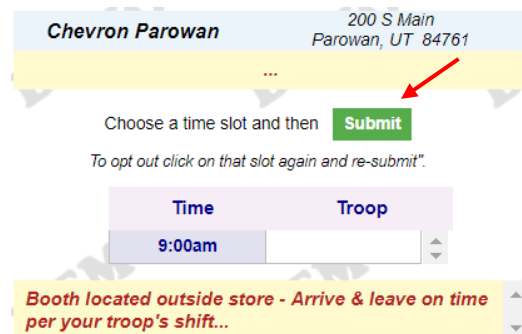 Chevron Parowan
200 S Main
Parowan, UT 84761
...
Choose a time slot and then Submit
To opt out click on that slot again and re-submit".
Time Troop
9:00am
Booth located outside store - Arrive & leave on time
per your troop's shift...